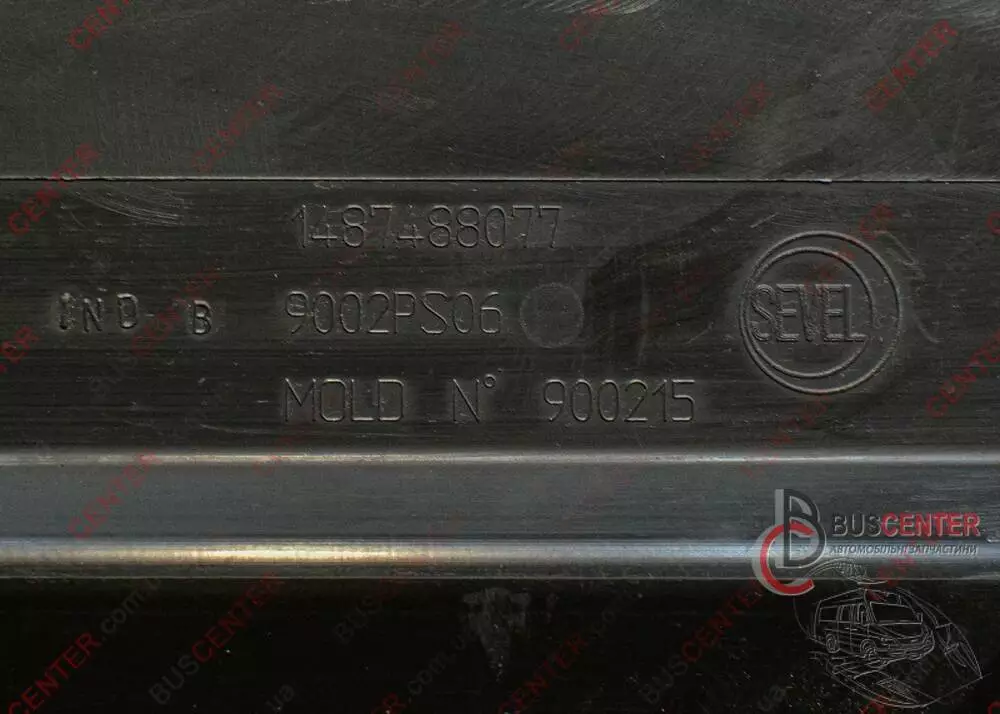 1487488077
IND B 9002PS06
SEVEL
MOLD N° 900215
BUSCENTER
АВТОМОБІЛЬНІ ЗАПЧАСТИНИ